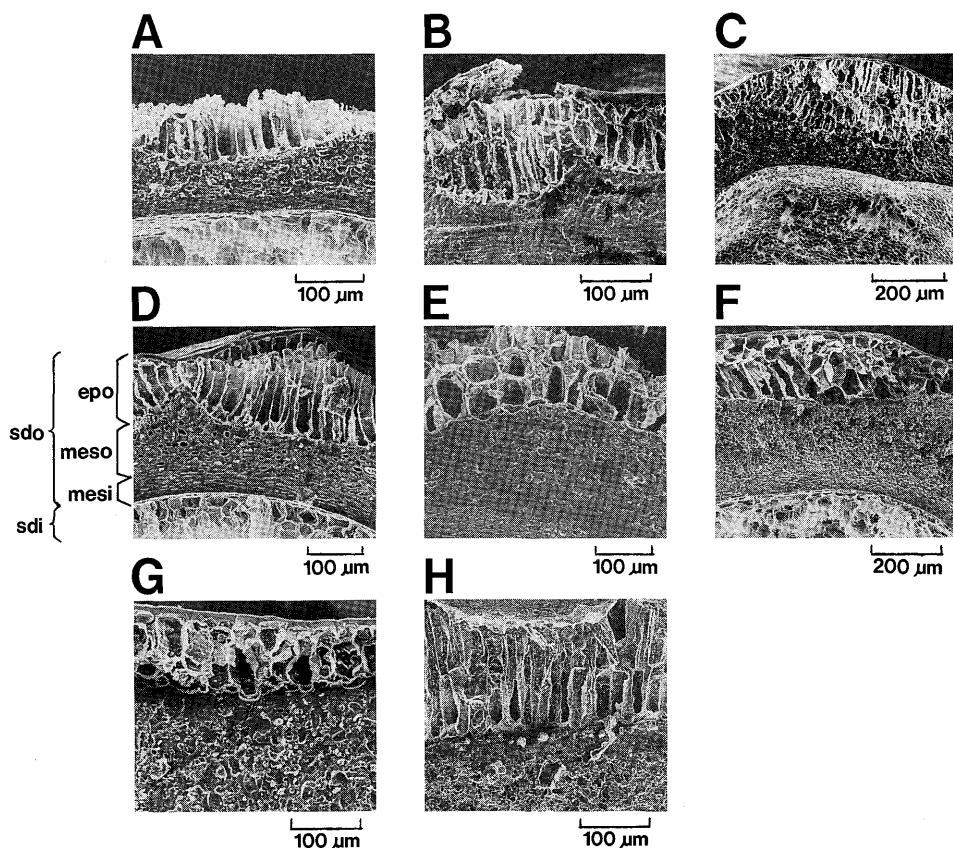 A B C
100 µm 100 µm 200 µm
D E F
epo
sdo
meso
mesi
sdi
100 µm 100 µm 200 µm
G H
100 µm 100 µm